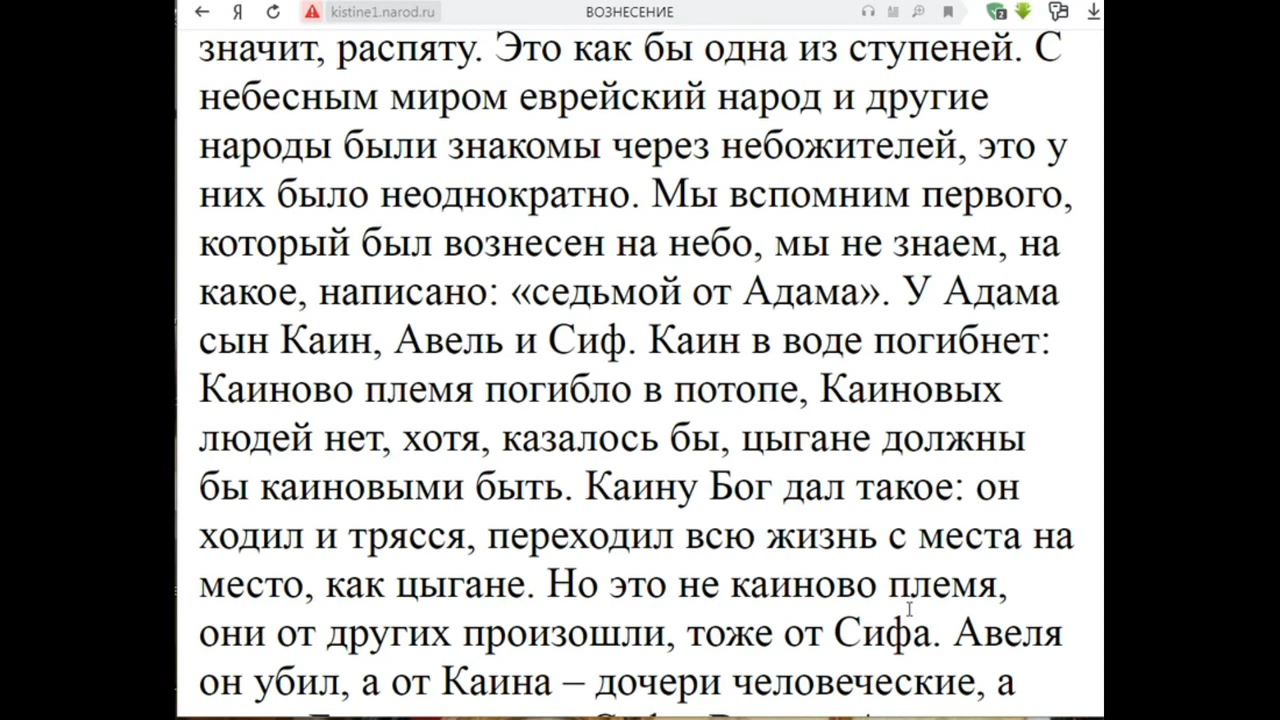 kistine1.narod.ru ВОЗНЕСЕНИЕ
значит, распяту. Это как бы одна из ступеней. С
небесным миром еврейский народ и другие
народы были знакомы через небожителей, это у
них было неоднократно. Мы вспомним первого,
который был вознесен на небо, мы не знаем, на
какое, написано: «седьмой от Адама». У Адама
сын Каин, Авель и Сиф. Каин в воде погибнет:
Каиново племя погибло в потопе, Каиновых
людей нет, хотя, казалось бы, цыгане должны
бы каиновыми быть. Каину Бог дал такое: он
ходил и трясся, переходил всю жизнь с места на
место, как цыгане. Но это не каиново племя,
они от других произошли, тоже от Сифа. Авеля
он убил, а от Каина – дочери человеческие, а